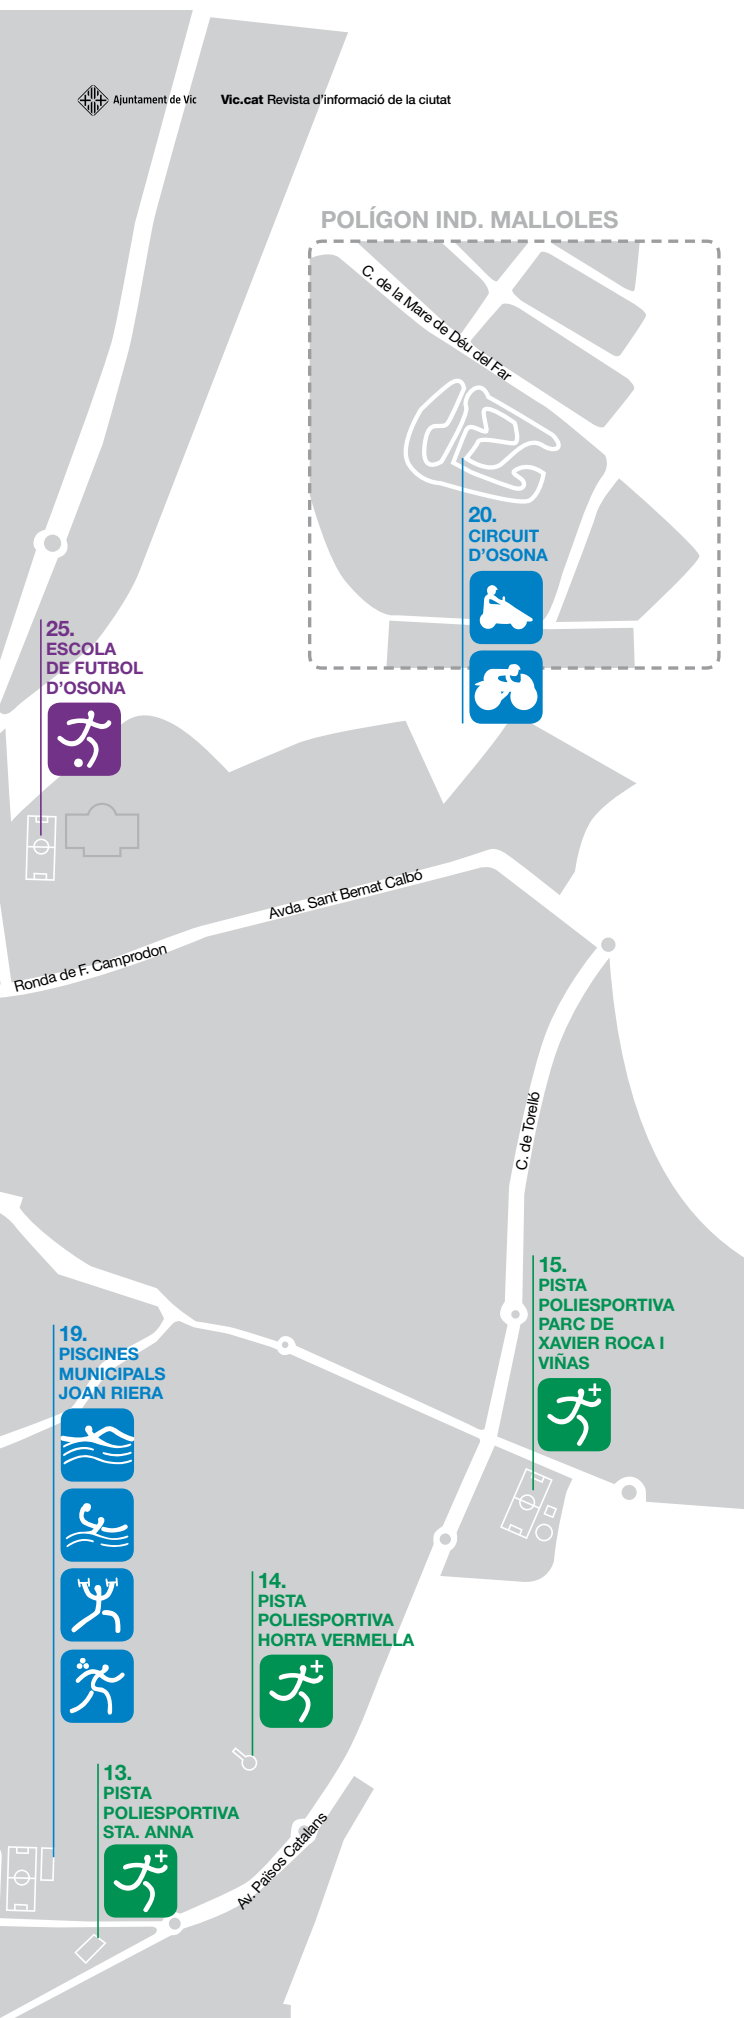 Ajuntament de Vic
Vic.cat Revista d'informació de la ciutat
POLÍGON IND. MALLOLES
C. de la Mare de Déu del Far
20.
CIRCUIT
D'OSONA
25.
ESCOLA
DE FUTBOL
D'OSONA
Avda. Sant Bernat Calbó
Ronda de F. Camprodon
C. de Torelló
15.
PISTA
POLIESPORTIVA
PARC DE
XAVIER ROCA I
VIÑAS
19.
PISCINES
MUNICIPALS
JOAN RIERA
14.
PISTA
POLIESPORTIVA
HORTA VERMELLA
13.
PISTA
POLIESPORTIVA
STA. ANNA
Av. Països Catalans